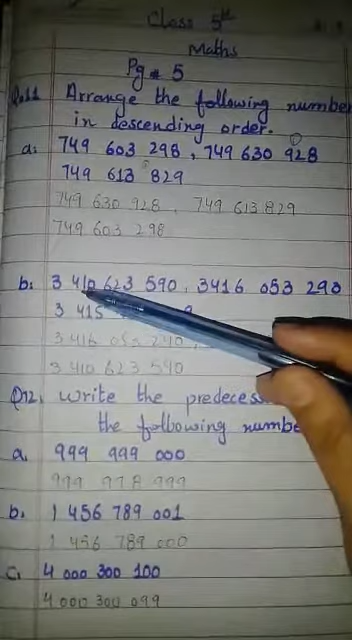 Class 5th
Maths
Pg # 5
Q.11 Arrange the following number
in descending order.
a: 749 603 298, 749 630 928
749 613 829
749 630 928, 749 613 829
749 603 298
b: 3 410 623 590, 3416 053 290
3 415
3 416 053 290,
3 410 623 590
Q12. Write the predecess
the following numbe
a. 999 999 000
999 998 999
b. 1 456 789 001
1 456 789 000
C. 4 000 300 100
4 000 300 099